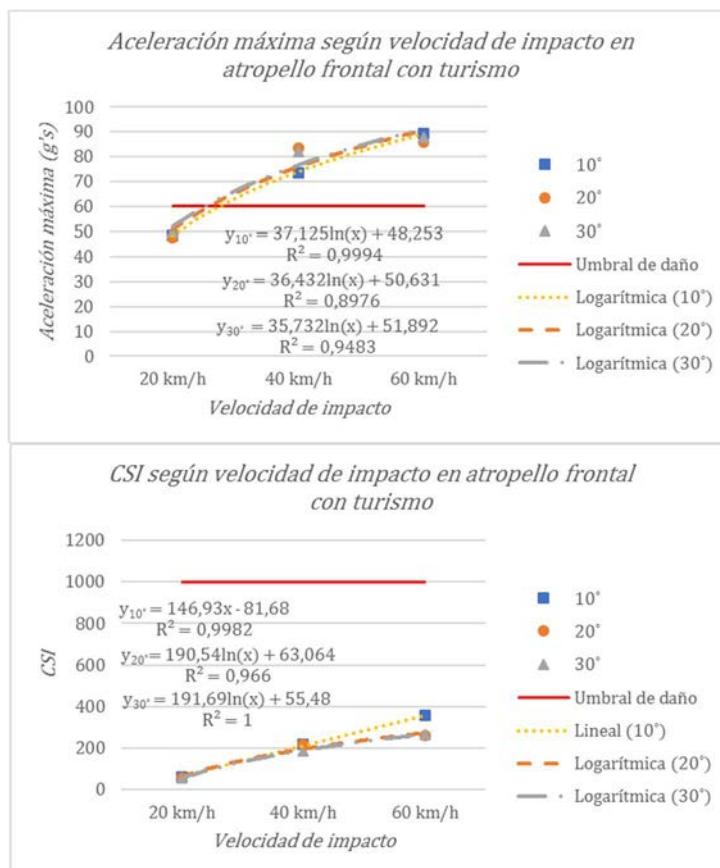 Aceleración máxima según velocidad de impacto en
atropello frontal con turismo
Aceleración máxima (g's)
100
90
80
70
60
50
40
30
20
10
0
y10° = 37,125ln(x) + 48,253
R² = 0,9994
y20° = 36,432ln(x) + 50,631
R² = 0,8976
y30° = 35,732ln(x) + 51,892
R² = 0,9483
20 km/h 40 km/h 60 km/h
Velocidad de impacto
10°
20°
30°
Umbral de daño
Logarítmica (10°)
Logarítmica (20°)
Logarítmica (30°)
CSI según velocidad de impacto en atropello frontal
con turismo
CSI
1200
1000
800
600
400
200
0
y10° = 146,93x - 81,68
R² = 0,9982
y20° = 190,54ln(x) + 63,064
R² = 0,966
y30° = 191,69ln(x) + 55,48
R² = 1
20 km/h 40 km/h 60 km/h
Velocidad de impacto
10°
20°
30°
Umbral de daño
Lineal (10°)
Logarítmica (20°)
Logarítmica (30°)